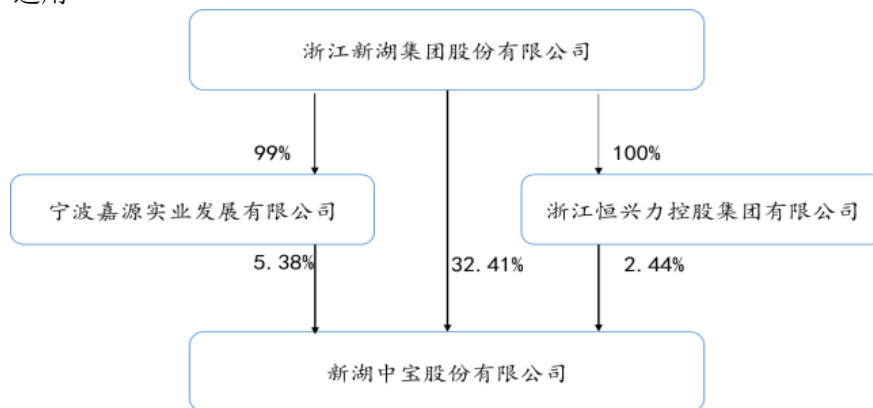 浙江新湖集团股份有限公司
99%
100%
宁波嘉源实业发展有限公司
浙江恒兴力控股集团有限公司
5.38%
32.41%
2.44%
新湖中宝股份有限公司